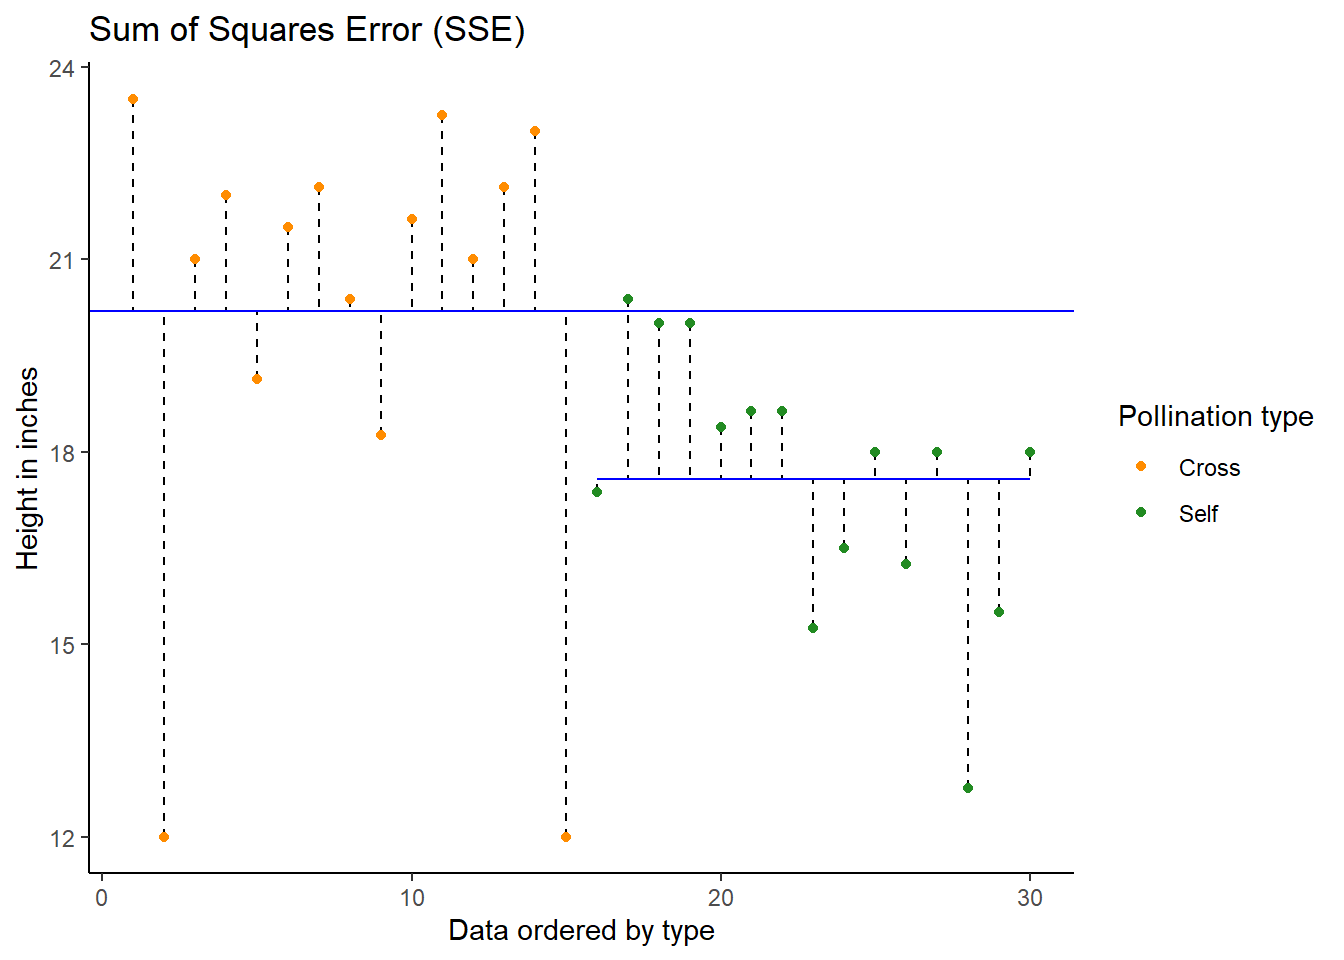 Sum of Squares Error (SSE)
24
21
18
15
12
Height in inches
0 10 20 30
Data ordered by type
Pollination type
Cross
Self